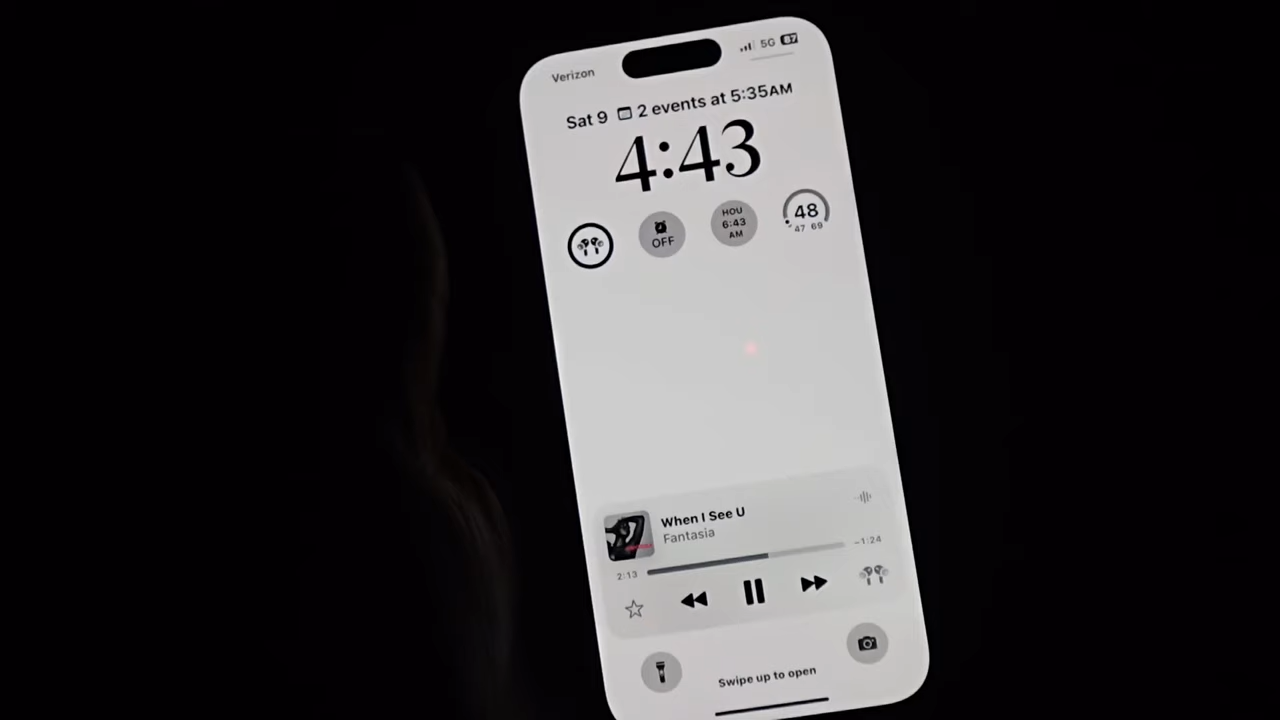 Verizon
5G 87
Sat 9 2 events at 5:35AM
4:43
OFF
HOU
6:43
AM
48
47 69
When I See U
Fantasia
2:13
-1:24
Swipe up to open